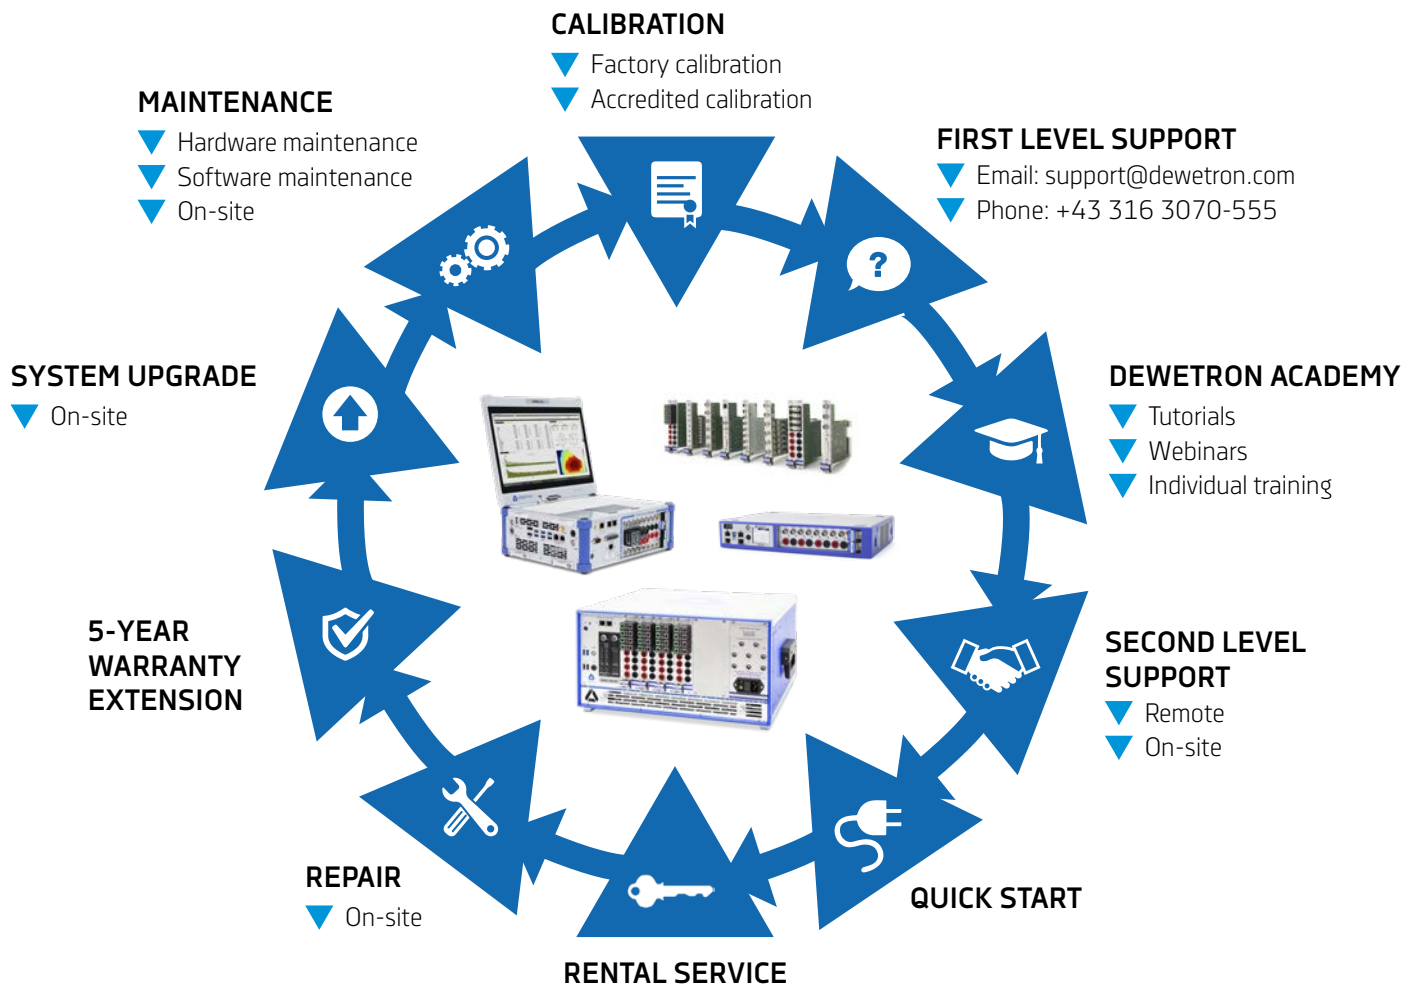 CALIBRATION
Factory calibration
Accredited calibration
MAINTENANCE
Hardware maintenance
Software maintenance
On-site
FIRST LEVEL SUPPORT
Email: support@dewetron.com
Phone: +43 316 3070-555
SYSTEM UPGRADE
On-site
DEWETRON ACADEMY
Tutorials
Webinars
Individual training
?
5-YEAR
WARRANTY
EXTENSION
SECOND LEVEL
SUPPORT
Remote
On-site
REPAIR
On-site
QUICK START
RENTAL SERVICE